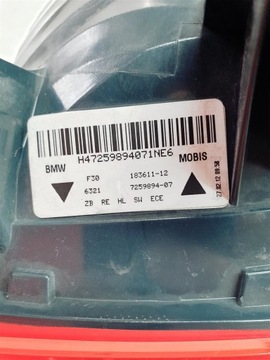 H47259894071NE6
BMW
MOBIS
F30
183611-12
6321
7259894-07
ZB RE HL SW ECE